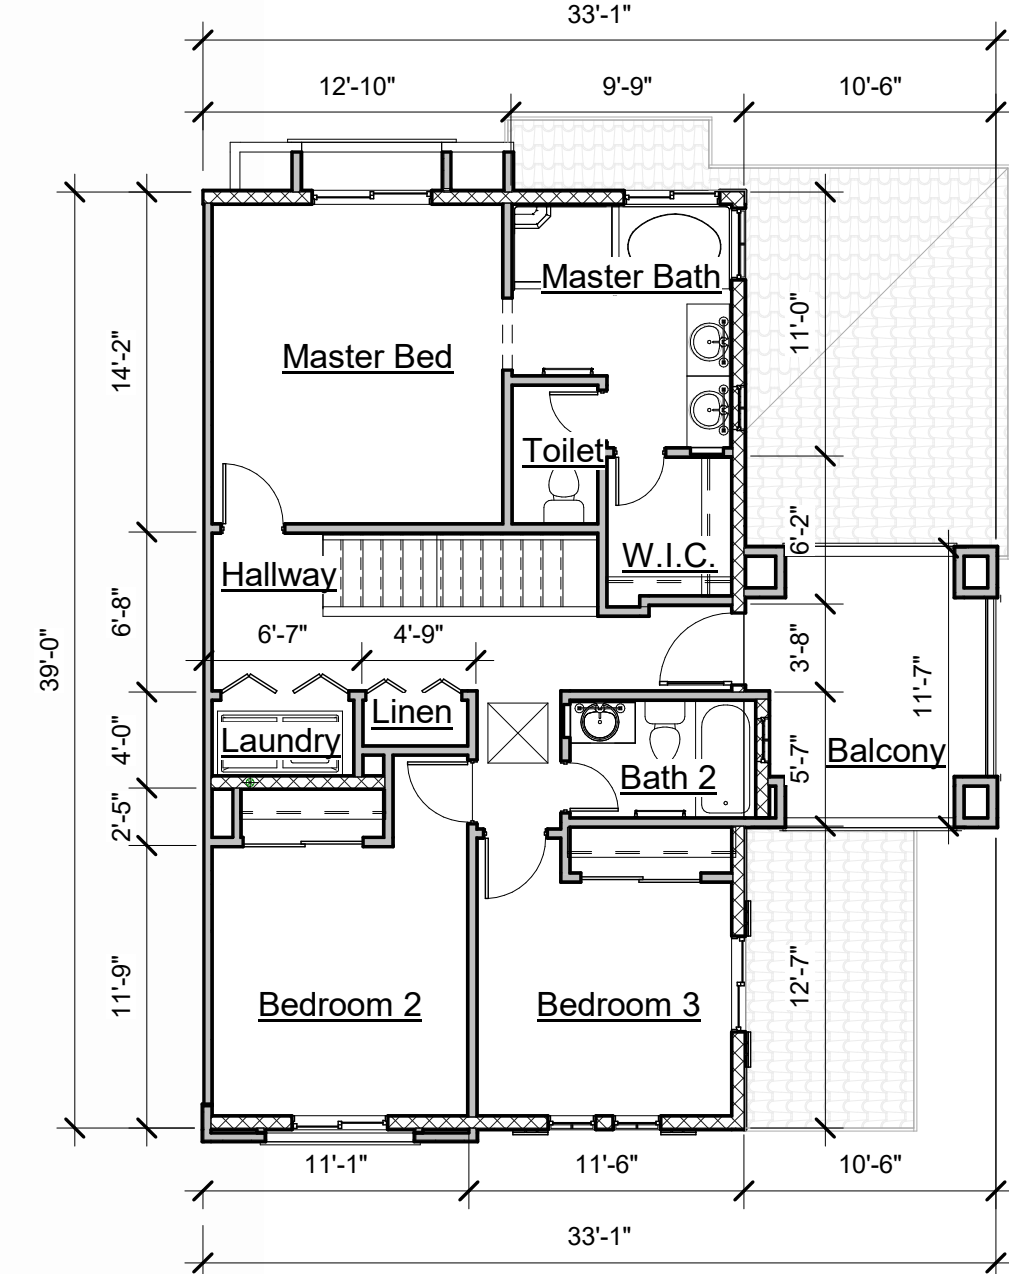 33'-1"
12'-10"
9'-9"
10'-6"
Master Bath
11'-0"
14'-2"
Master Bed
Toilet
6'-2"
W.I.C.
Hallway
6'-8"
6'-7"
4'-9"
3'-8"
39'-0"
11'-7"
Linen
4'-0"
Laundry
Bath 2
5'-7"
Balcony
2'-5"
11'-9"
Bedroom 2
Bedroom 3
12'-7"
11'-1"
11'-6"
10'-6"
33'-1"